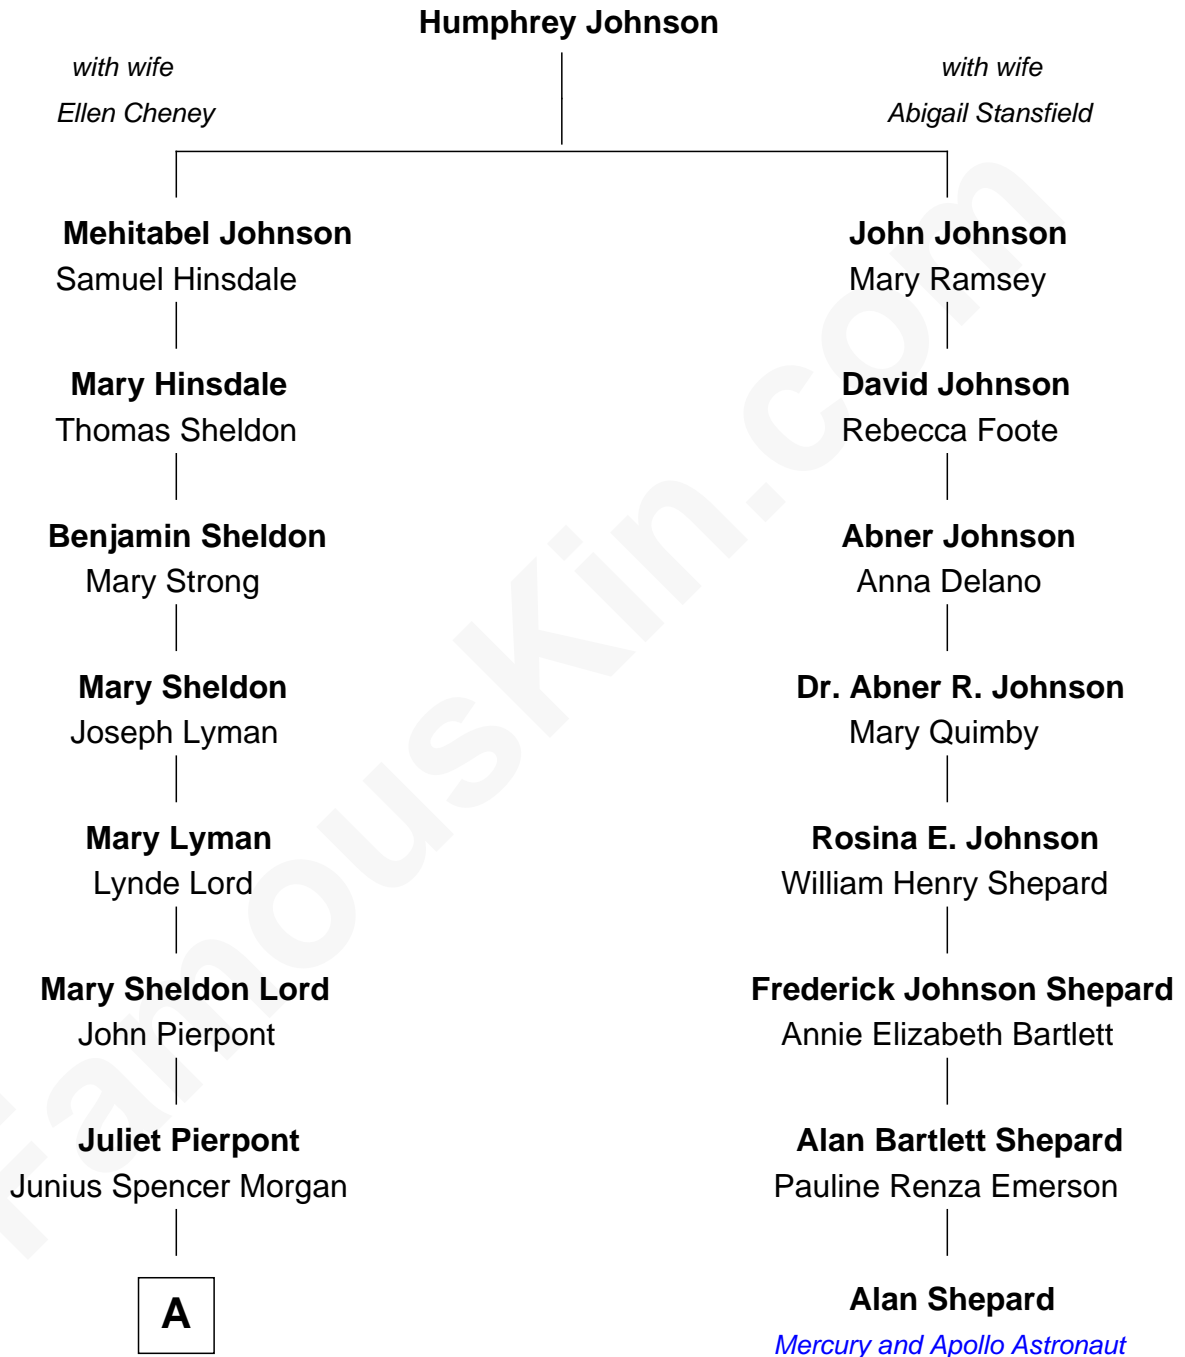 Humphrey Johnson
with wife
Ellen Cheney
with wife
Abigail Stansfield
Mehitabel Johnson
Samuel Hinsdale
John Johnson
Mary Ramsey
Mary Hinsdale
Thomas Sheldon
David Johnson
Rebecca Foote
Benjamin Sheldon
Mary Strong
Abner Johnson
Anna Delano
Mary Sheldon
Joseph Lyman
Dr. Abner R. Johnson
Mary Quimby
Mary Lyman
Lynde Lord
Rosina E. Johnson
William Henry Shepard
Mary Sheldon Lord
John Pierpont
Frederick Johnson Shepard
Annie Elizabeth Bartlett
Juliet Pierpont
Junius Spencer Morgan
Alan Bartlett Shepard
Pauline Renza Emerson
A
Alan Shepard
Mercury and Apollo Astronaut
FamousKin.com